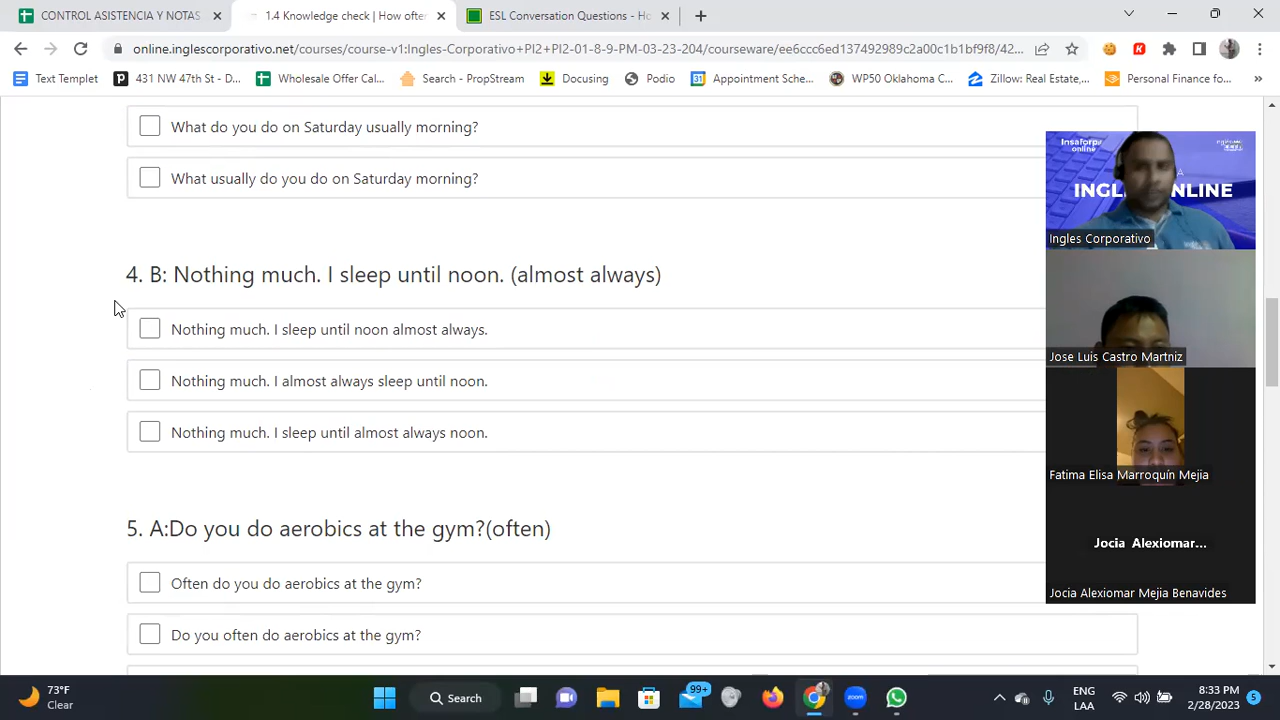 CONTROL ASISTENCIA Y NOTAS
1.4 Knowledge check | How ofte
ESL Conversation Questions - Ho
online.inglescorporativo.net/courses/course-v1:Ingles-Corporativo+PI2+PI2-01-8-9-PM-03-23-204/courseware/ee6ccced137492989c2a00c1b1bf9f8/42...
Text Templet
431 NW 47th St - D...
Wholesale Offer Cal...
Search - PropStream
Docusing
Podio
Appointment Sche...
WP50 Oklahoma C...
Zillow: Real Estate,...
Personal Finance fo...
What do you do on Saturday usually morning?
What usually do you do on Saturday morning?
4. B: Nothing much. I sleep until noon. (almost always)
Nothing much. I sleep until noon almost always.
Nothing much. I almost always sleep until noon.
Nothing much. I sleep until almost always noon.
5. A:Do you do aerobics at the gym?(often)
Often do you do aerobics at the gym?
Do you often do aerobics at the gym?
Insaforp
online
Ingles Corporativo
Jose Luis Castro Martniz
Fatima Elisa Marroquín Mejia
Jocia Alexiomar...
Jocia Alexiomar Mejia Benavides
73°F
Clear
Search
99+
zoom
ENG
LAA
8:33 PM
2/28/2023
5